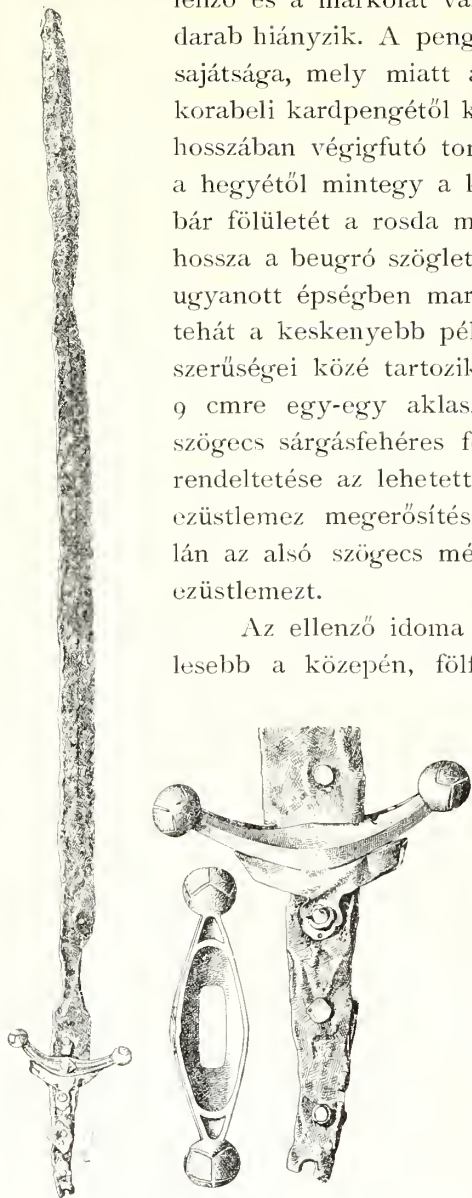 lenző és a markolat vas
darab hiányzik. A peng
sajátsága, mely miatt a
korabeli kardpengétől k
hosszában végigfutó tor
a hegyétől mintegy a k
bár fölületét a rosda m
hossza a beugró szöglet
ugyanott épségben mar
tehát a keskenyebb pél
szerűségei közé tartozik
9 cmre egy-egy aklas
szögecs sárgásfehéres f
rendeltetése az lehetett
ezüstlemez megerősítés
lán az alsó szögecs mé
ezüstlemezt.
Az ellenző idoma
lesebb a közepén, fölf